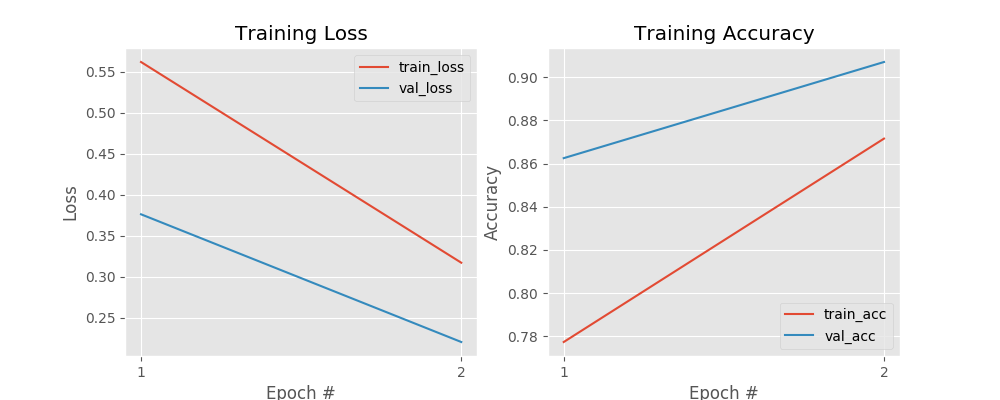 Training Loss
Loss
0.55
0.50
0.45
0.40
0.35
0.30
0.25
train_loss
val_loss
1
2
Epoch #
Training Accuracy
Accuracy
0.90
0.88
0.86
0.84
0.82
0.80
0.78
train_acc
val_acc
1
2
Epoch #